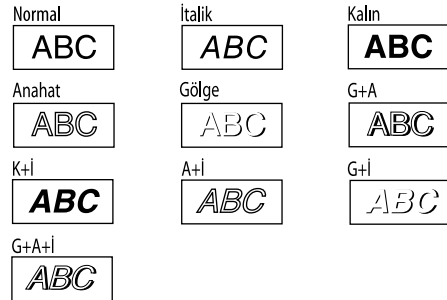 Normal
ABC
İtalik
ABC
Kalın
ABC
Anahat
ABC
Gölge
ABC
G+A
ABC
K+İ
ABC
A+İ
ABC
G+İ
ABC
G+A+İ
ABC